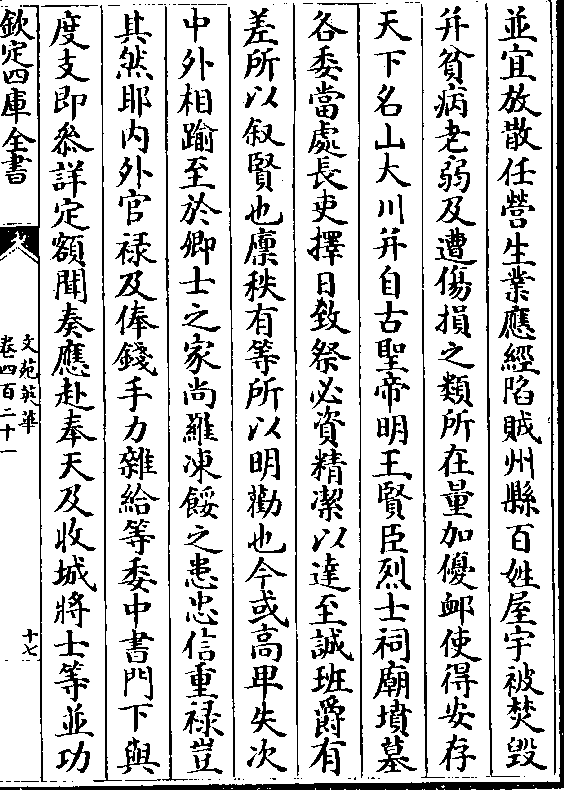 並宜放散任營生業應經陷賊州縣百姓屋宇被焚毀
并貧病老弱及遭傷損之類所在量加優䘏使得安存
天下名山大川并自古聖帝明王賢臣烈士祠廟墳墓
各委當處長吏擇日致祭必資精潔以達至誠班爵有
差所以叙賢也廩秩有等所以明勸也今或高卑失次
中外相踰至於卿士之家尚羅凍餒之患忠信重禄豈
其然耶内外官禄及俸錢手力雜給等委中書門下與
度支即叅詳定額聞奏應赴奉天及收城將士等並功
欽定四庫全書
文苑英華
卷四百二十一
十七